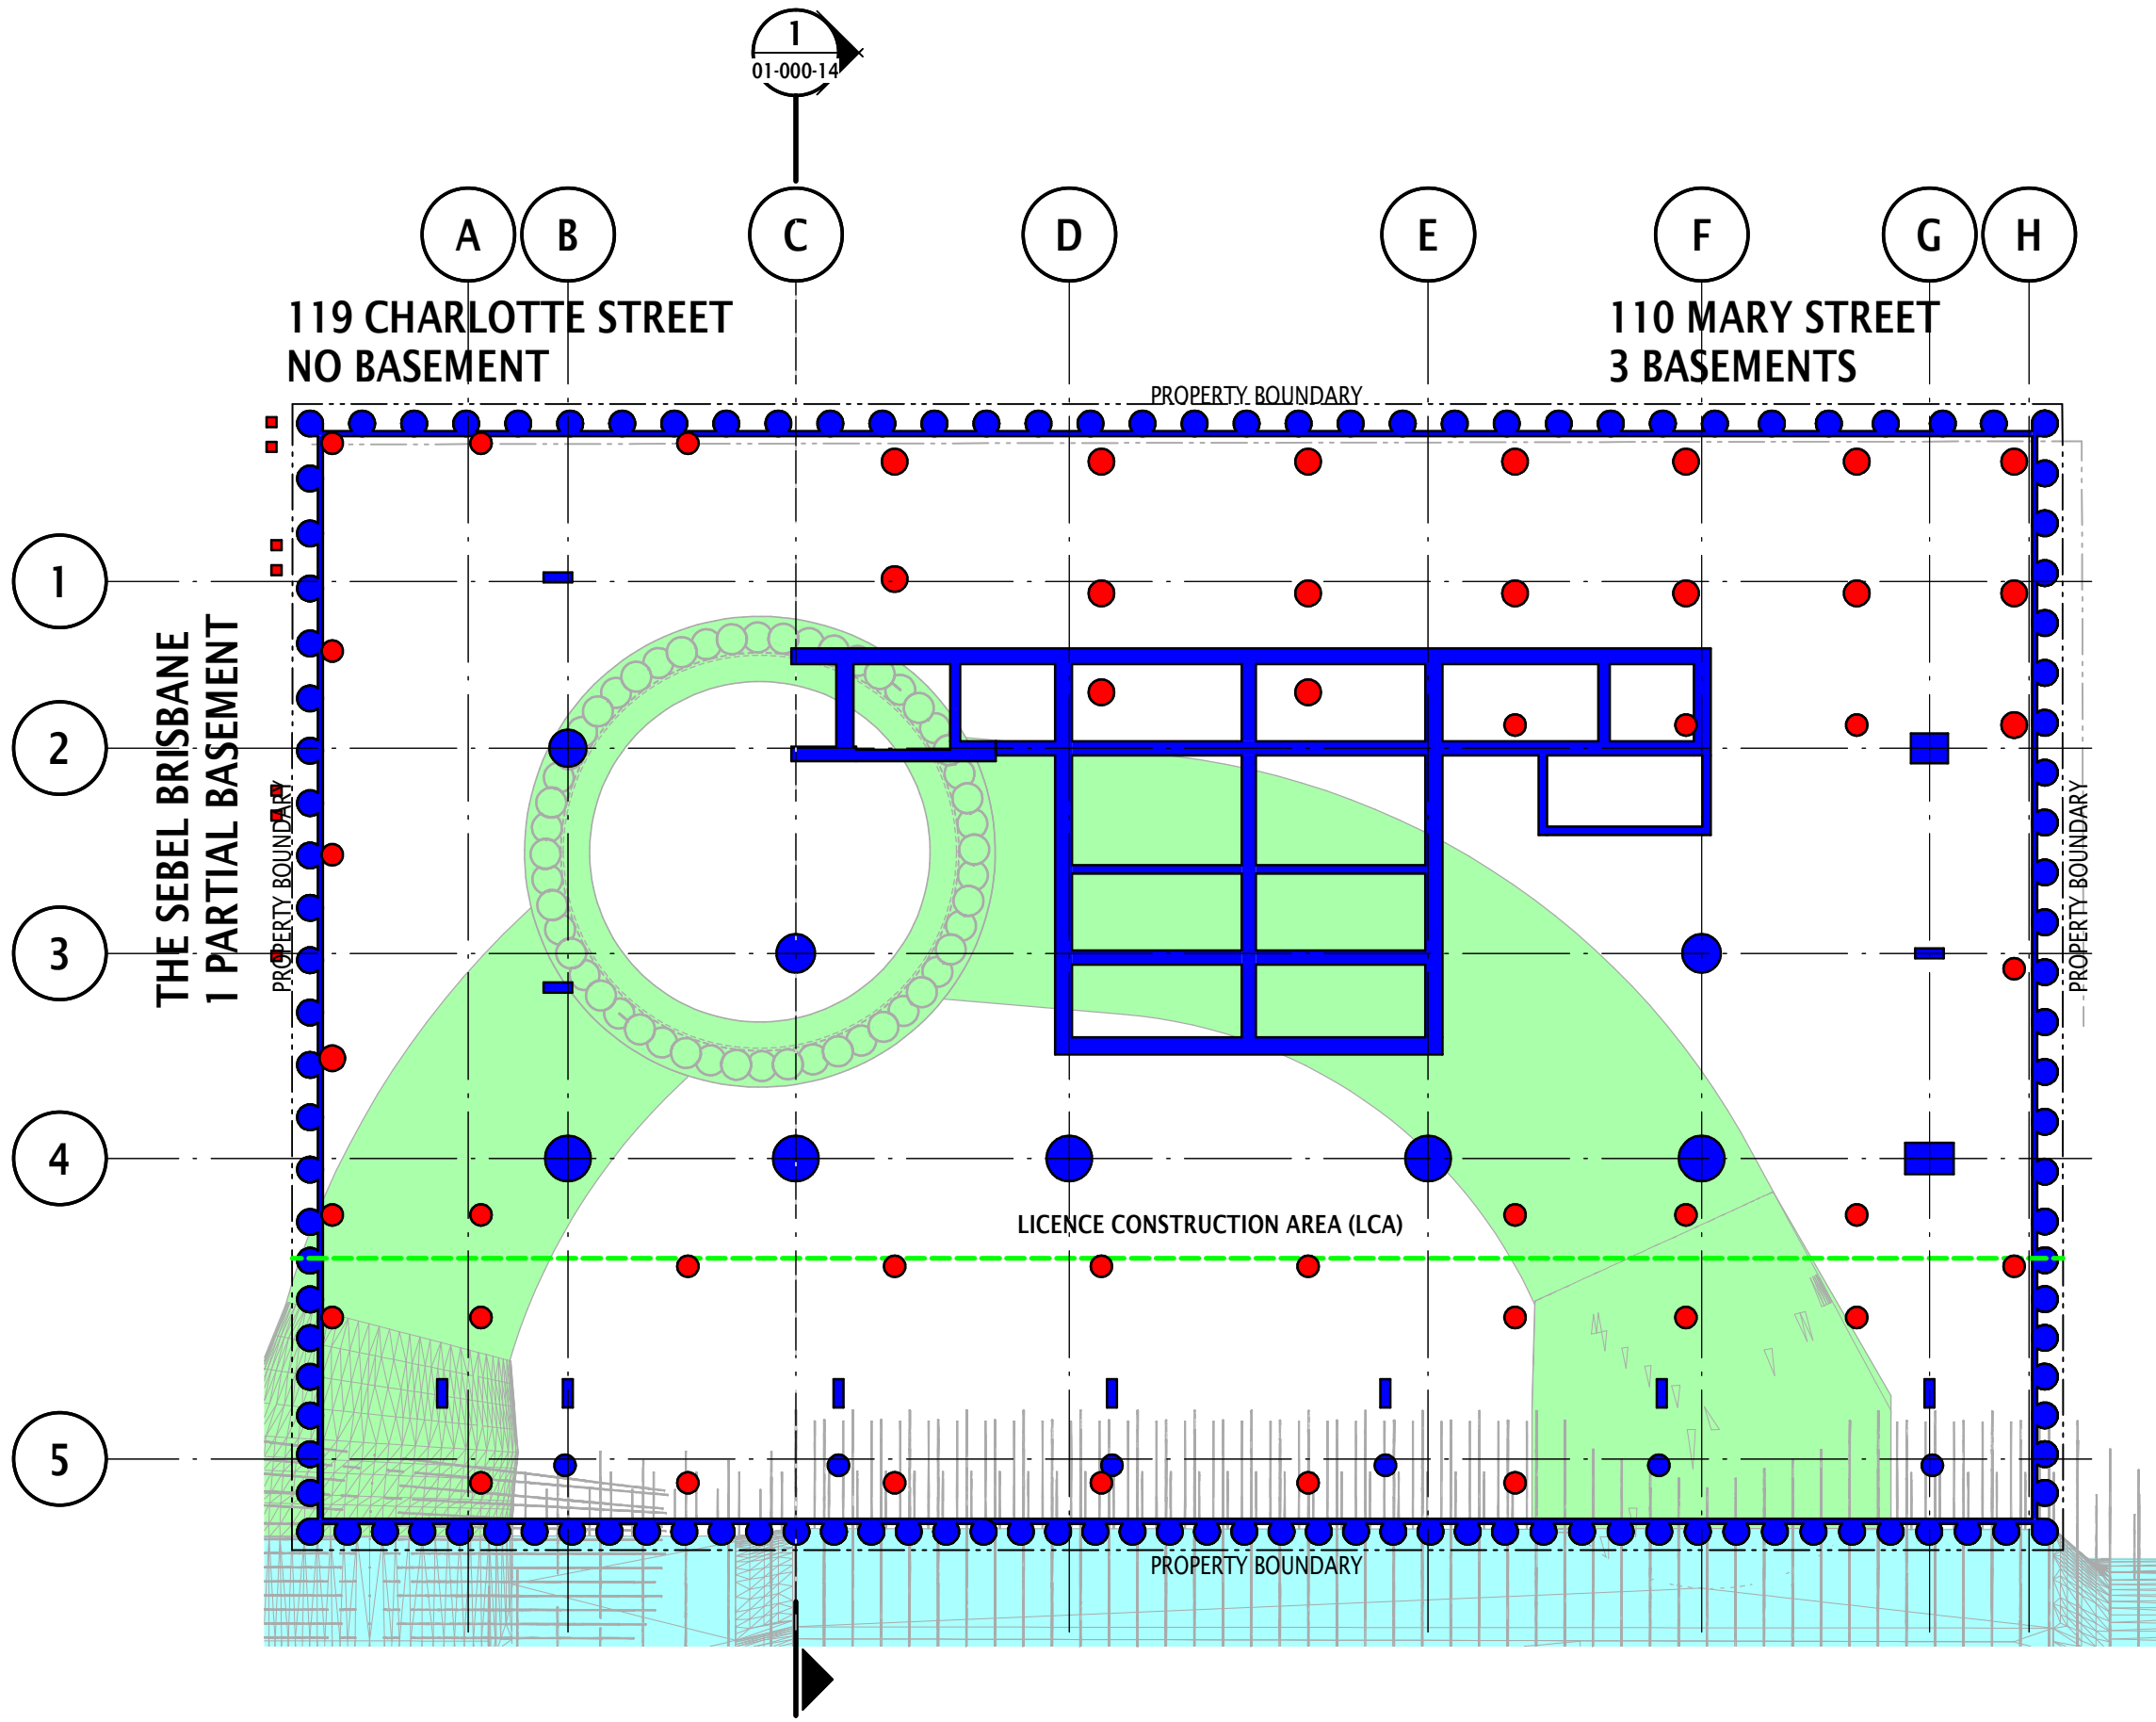 1
01-000-14
A B C D E F G H
119 CHARLOTTE STREET
NO BASEMENT
110 MARY STREET
3 BASEMENTS
PROPERTY BOUNDARY
1
2
3
4
5
THE SEBEL BRISBANE
1 PARTIAL BASEMENT
PROPERTY BOUNDARY
PROPERTY BOUNDARY
LICENCE CONSTRUCTION AREA (LCA)
PROPERTY BOUNDARY